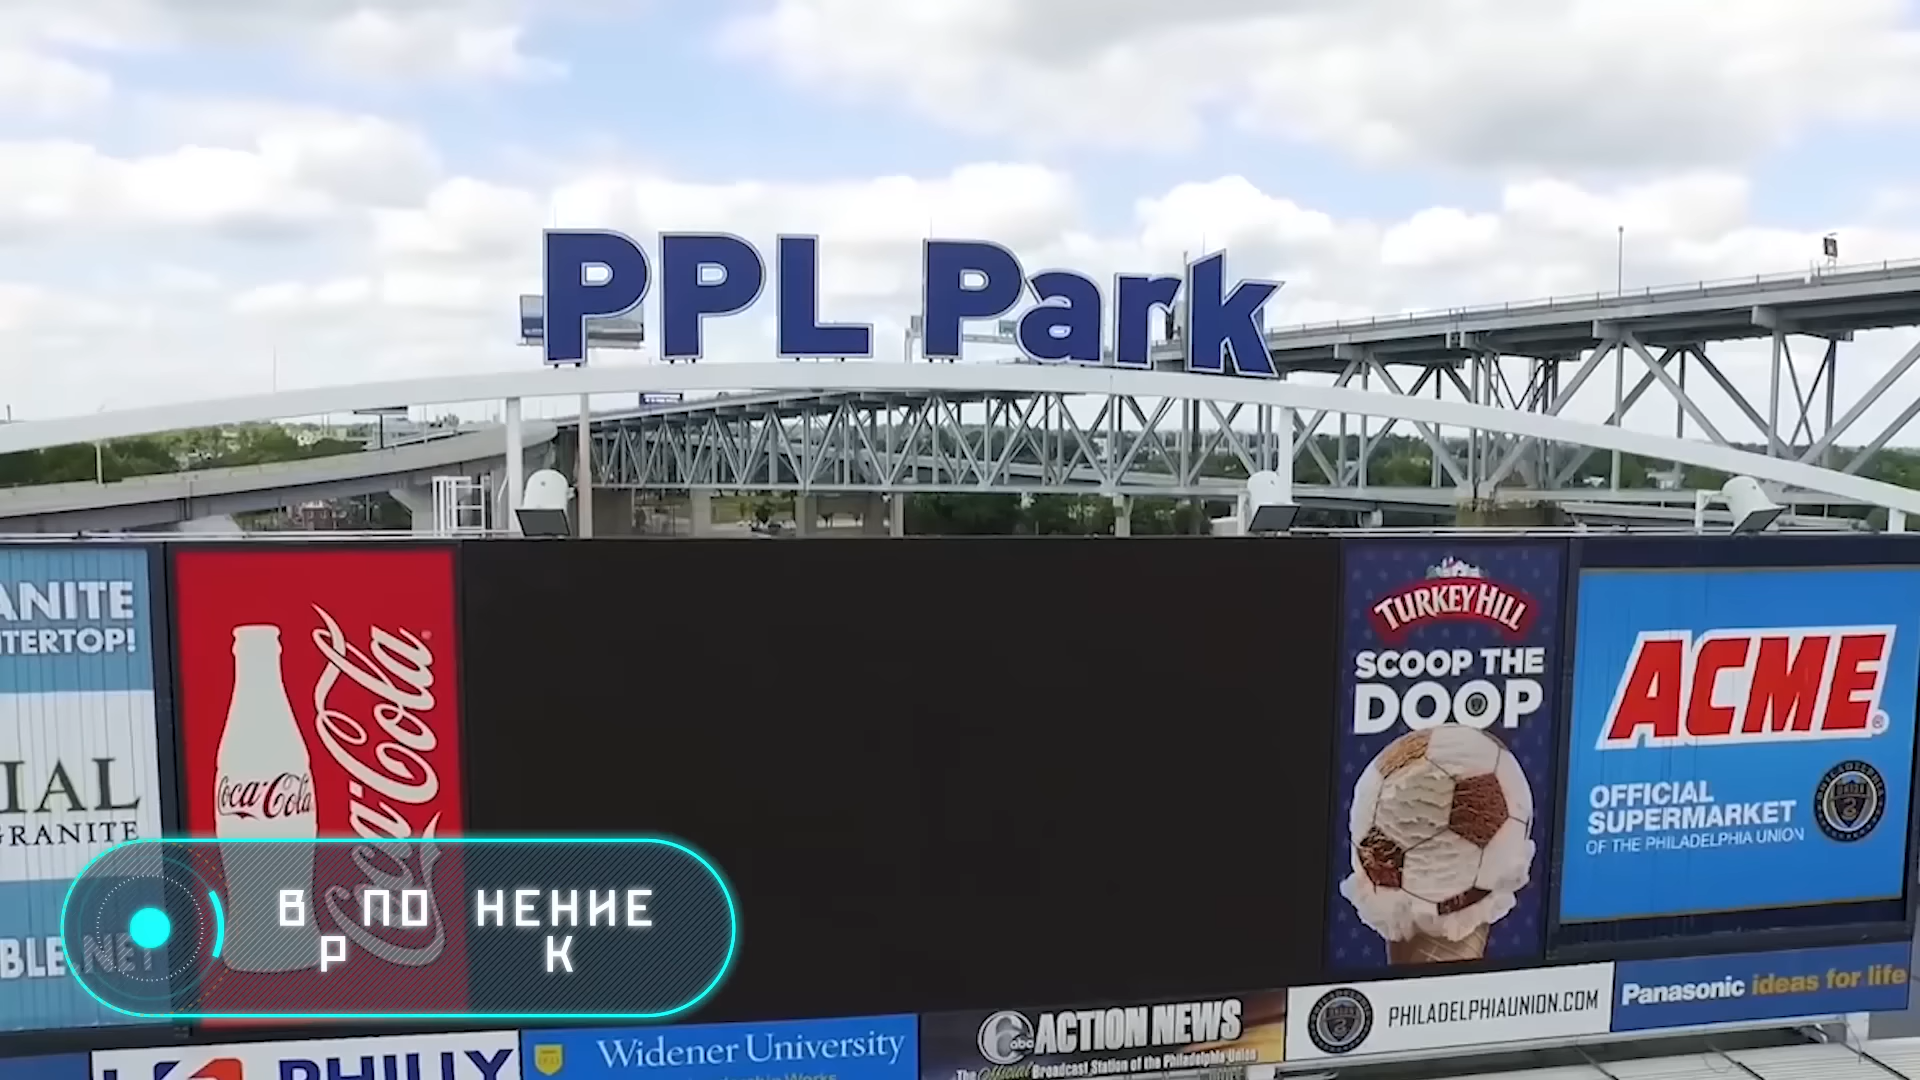 PPL Park
ANITE
TERTOP!
IAL
GRANITE
Coca-Cola
Coca-Cola
TURKEY HILL
SCOOP THE
DOOP
ACME
OFFICIAL
SUPERMARKET
OF THE PHILADELPHIA UNION
В ПО НЕНИЕ
Р К
BLE.NET
PHILLY
Widener University
abc ACTION NEWS
The Official Broadcast Station of the Philadelphia Union
PHILADELPHIAUNION.COM
Panasonic ideas for life